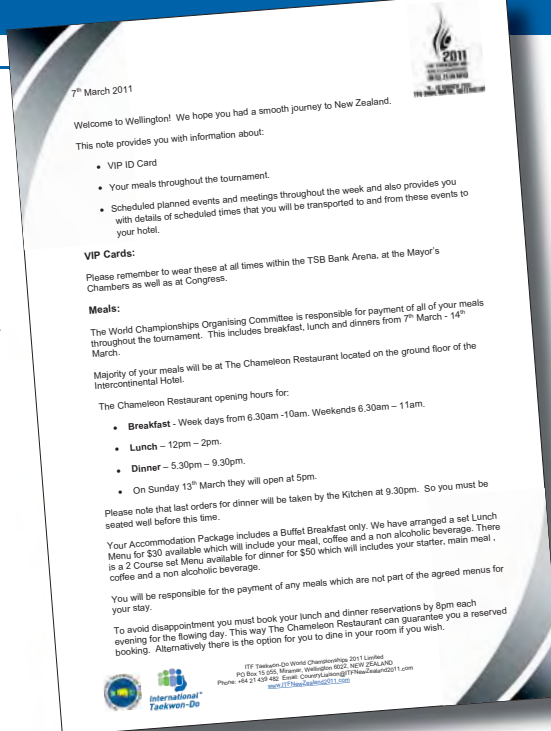 2011
7th March 2011
Welcome to Wellington! We hope you had a smooth journey to New Zealand.
This note provides you with information about:
• VIP ID Card
• Your meals throughout the tournament.
• Scheduled planned events and meetings throughout the week and also provides you
with details of scheduled times that you will be transported to and from these events to
your hotel.
VIP Cards:
Please remember to wear these at all times within the TSB Bank Arena, at the Mayor's
Chambers as well as at Congress.
Meals:
The World Championships Organising Committee is responsible for payment of all of your meals
throughout the tournament. This includes breakfast, lunch and dinners from 7th March - 14th
March.
Majority of your meals will be at The Chameleon Restaurant located on the ground floor of the
Intercontinental Hotel.
The Chameleon Restaurant opening hours for:
• Breakfast - Week days from 6.30am -10am. Weekends 6.30am – 11am.
• Lunch – 12pm – 2pm.
• Dinner – 5.30pm – 9.30pm.
• On Sunday 13th March they will open at 5pm.
Please note that last orders for dinner will be taken by the Kitchen at 9.30pm. So you must be
seated well before this time.
Your Accommodation Package includes a Buffet Breakfast only. We have arranged a set Lunch
Menu for $30 available which will include your meal, coffee and a non alcoholic beverage. There
is a 2 Course set Menu available for dinner for $50 which will includes your starter, main meal ,
coffee and a non alcoholic beverage.
You will be responsible for the payment of any meals which are not part of the agreed menus for
your stay.
To avoid disappointment you must book your lunch and dinner reservations by 8pm each
evening for the flowing day. This way The Chameleon Restaurant can guarantee you a reserved
booking. Alternatively there is the option for you to dine in your room if you wish.
International
Taekwon-Do
ITF Taekwon-Do World Championships 2011 Limited
PO Box 15 055, Miramar, Wellington 6022, NEW ZEALAND
Phone: +64 21 439 482 Email: CountryLiaison@ITFNewZealand2011.com
www.ITFNewZealand2011.com